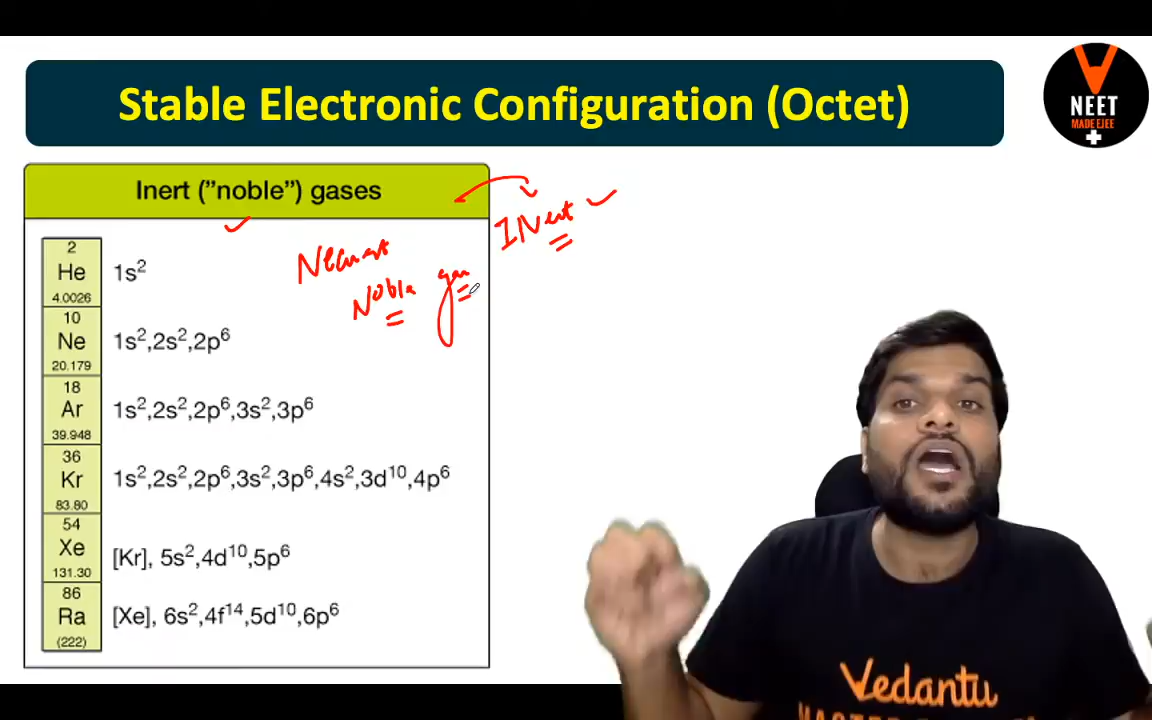 Stable Electronic Configuration (Octet)
NEET
MADE EJEE
Inert ("noble") gases
INert
Nearest
Noble gas
2
He 1s²
4.0026
10
Ne 1s²,2s²,2p⁶
20.179
18
Ar 1s²,2s²,2p⁶,3s²,3p⁶
39.948
36
Kr 1s²,2s²,2p⁶,3s²,3p⁶,4s²,3d¹⁰,4p⁶
83.80
54
Xe [Kr], 5s²,4d¹⁰,5p⁶
131.30
86
Ra [Xe], 6s²,4f¹⁴,5d¹⁰,6p⁶
(222)
Vedantu
MASTER